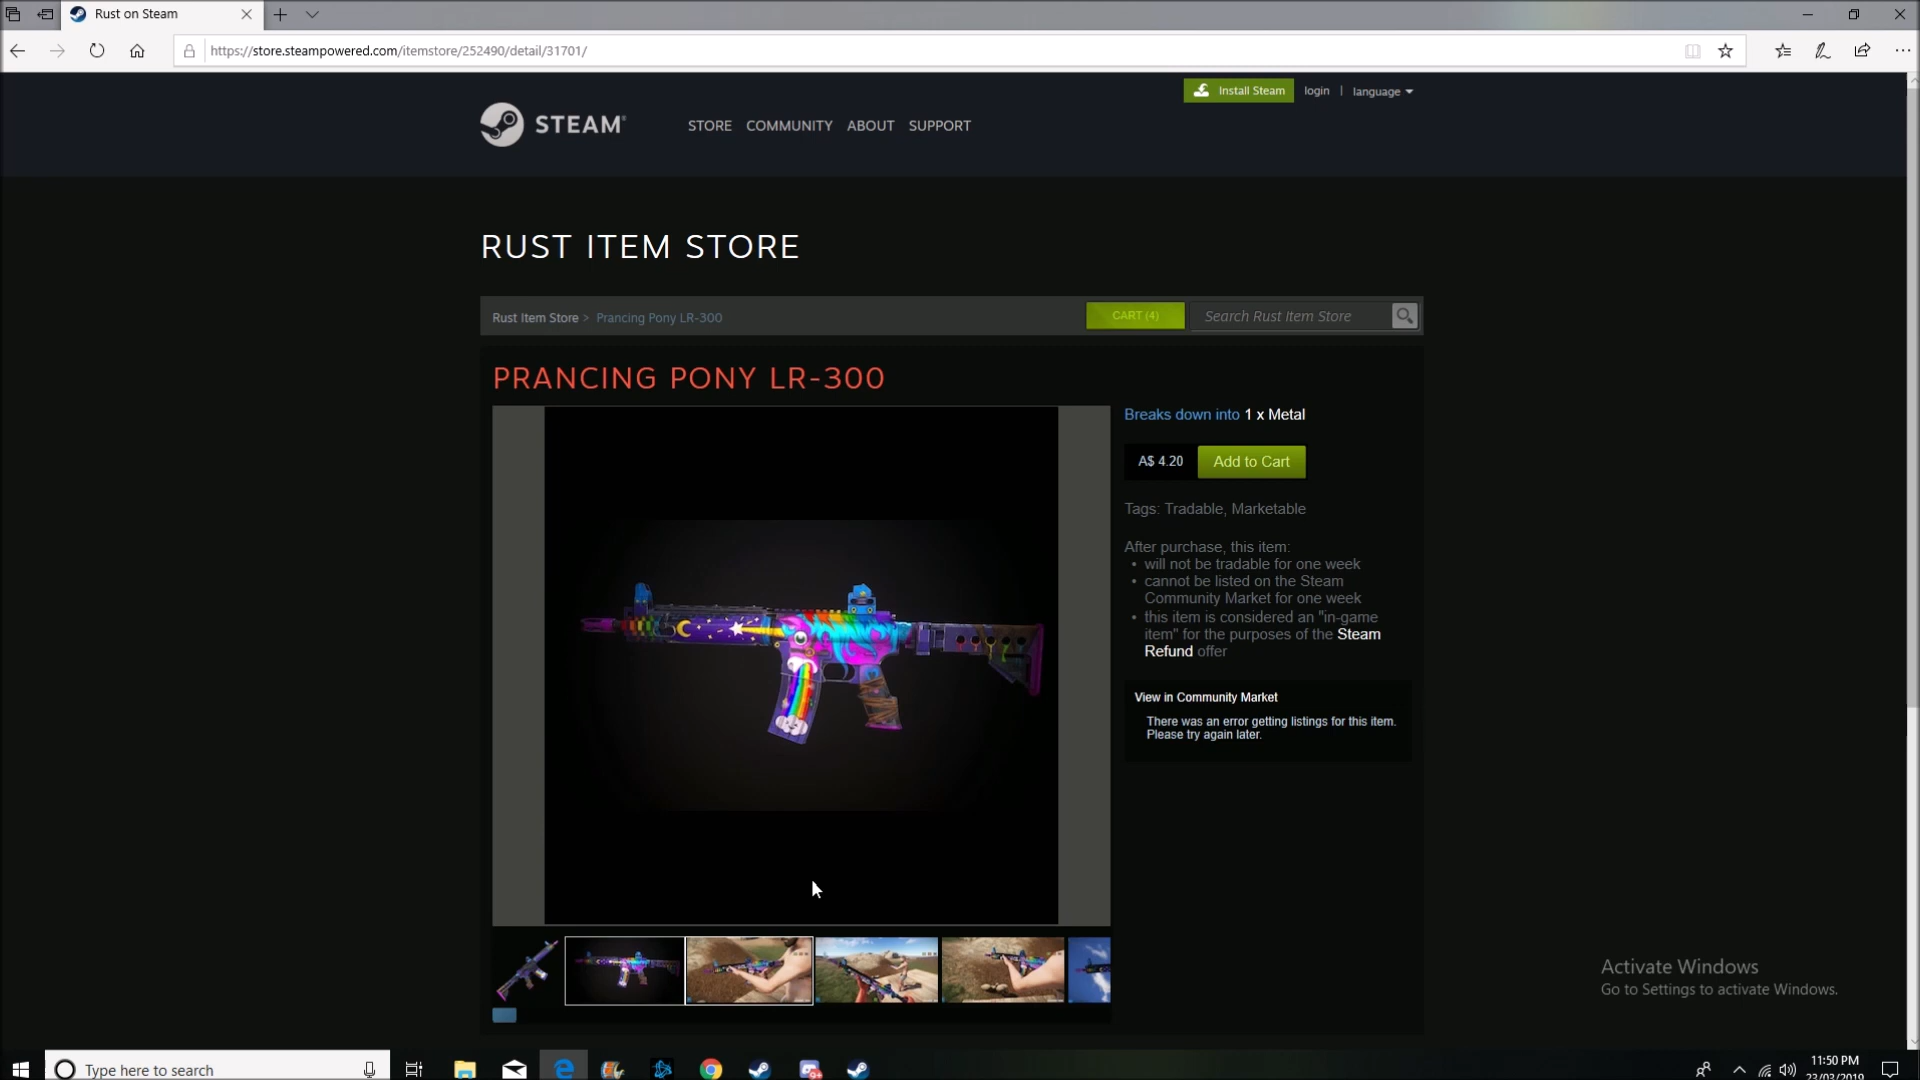 Rust on Steam
https://store.steampowered.com/itemstore/252490/detail/31701/
Install Steam
login
|
language
STEAM
STORE COMMUNITY ABOUT SUPPORT
RUST ITEM STORE
Rust Item Store > Prancing Pony LR-300
CART (4)
Search Rust Item Store
PRANCING PONY LR-300
Breaks down into 1 x Metal
A$ 4.20
Add to Cart
Tags: Tradable, Marketable
After purchase, this item:
• will not be tradable for one week
• cannot be listed on the Steam
Community Market for one week
• this item is considered an "in-game
item" for the purposes of the Steam
Refund offer
View in Community Market
There was an error getting listings for this item.
Please try again later.
Activate Windows
Go to Settings to activate Windows.
Type here to search
11:50 PM
23/03/2019